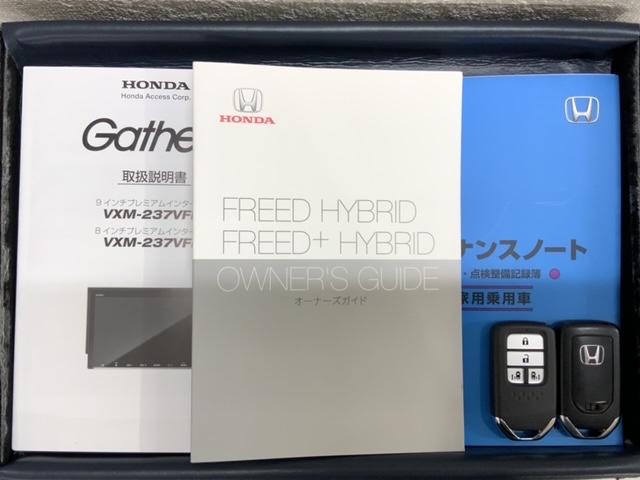 HONDA
Honda Access Corp.
Gathe
取扱説明書
9インチプレミアムインター
VXM-237VF
8インチプレミアムインター
VXM-237VF
HONDA
FREED HYBRID
FREED+ HYBRID
OWNER'S GUIDE
オーナーズガイド
ナンスノート
・点検整備記録簿
家用乗用車